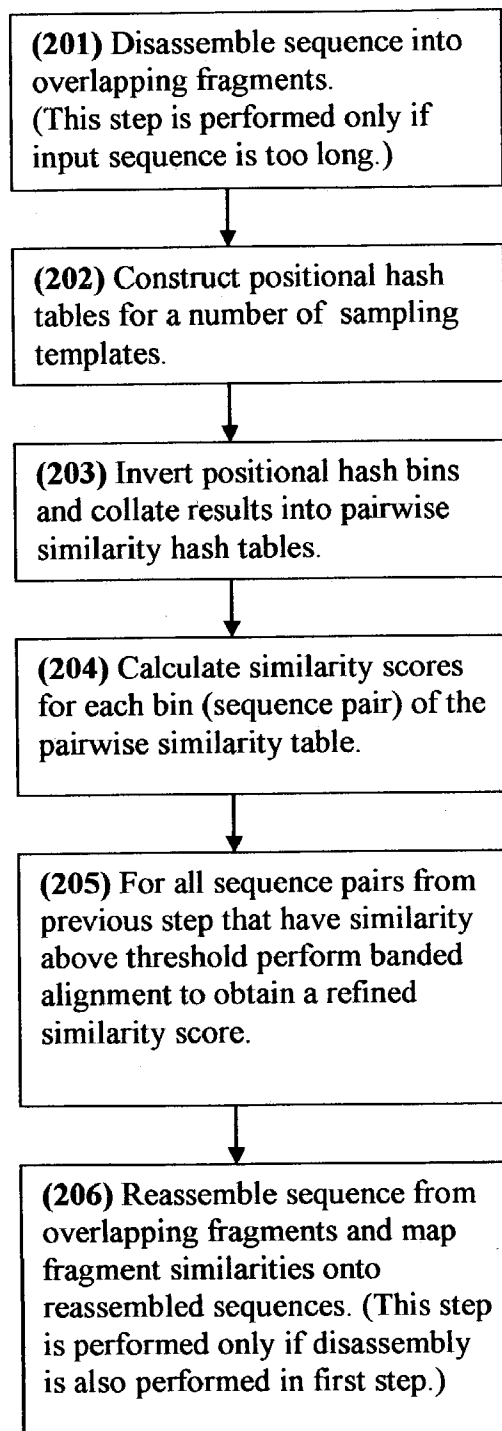 (201) Disassemble sequence into
overlapping fragments.
(This step is performed only if
input sequence is too long.)
(202) Construct positional hash
tables for a number of sampling
templates.
(203) Invert positional hash bins
and collate results into pairwise
similarity hash tables.
(204) Calculate similarity scores
for each bin (sequence pair) of the
pairwise similarity table.
(205) For all sequence pairs from
previous step that have similarity
above threshold perform banded
alignment to obtain a refined
similarity score.
(206) Reassemble sequence from
overlapping fragments and map
fragment similarities onto
reassembled sequences. (This step
is performed only if disassembly
is also performed in first step.)